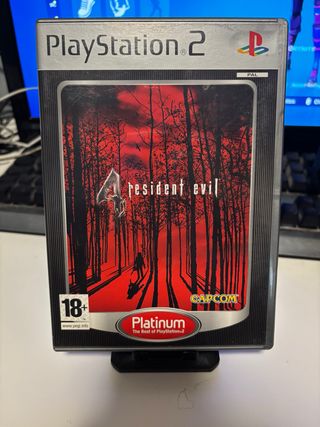 PlayStation 2
PAL
4 resident evil
CAPCOM
18+
www.pegi.info
Platinum
The Best of PlayStation 2